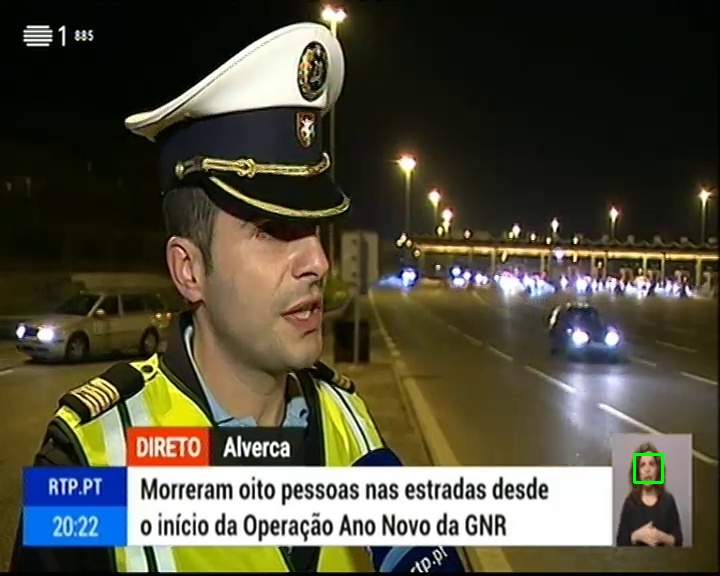 1 885
DIRETO Alverca
RTP.PT
Morreram oito pessoas nas estradas desde
20:22
o início da Operação Ano Novo da GNR
rtp.pt